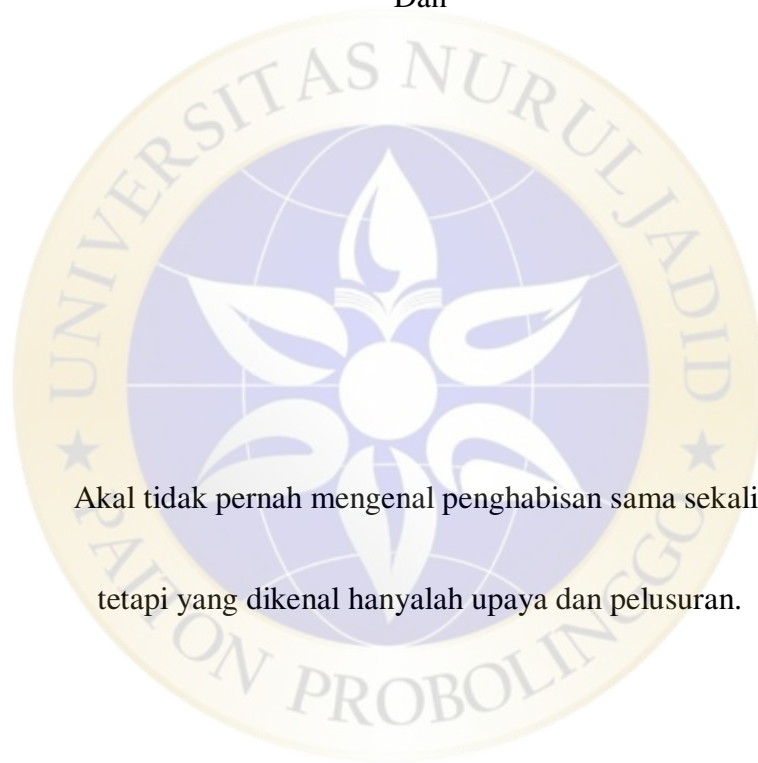 Dan
UNIVERSITAS NURUL JADID
Akal tidak pernah mengenal penghabisan sama sekali
tetapi yang dikenal hanyalah upaya dan pelusuran.
PAITON PROBOLINGGO